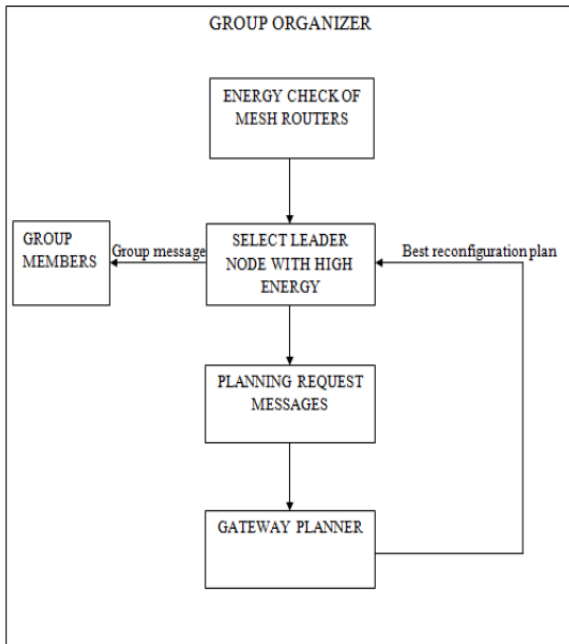 GROUP ORGANIZER
ENERGY CHECK OF
MESH ROUTERS
GROUP
MEMBERS
Group message
SELECT LEADER
NODE WITH HIGH
ENERGY
Best reconfiguration plan
PLANNING REQUEST
MESSAGES
GATEWAY PLANNER